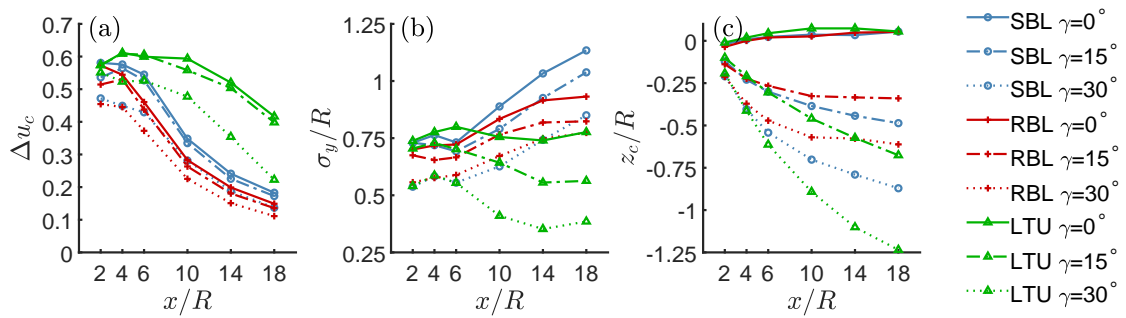 (a)
0.7
0.6
0.5
0.4
0.3
0.2
0.1
0
Δu_c
2 4 6 10 14 18
x/R
(b)
1.25
1
0.75
0.5
0.25
σ_y/R
2 4 6 10 14 18
x/R
(c)
0
-0.25
-0.5
-0.75
-1
-1.25
z_c/R
2 4 6 10 14 18
x/R
SBL γ=0°
SBL γ=15°
SBL γ=30°
RBL γ=0°
RBL γ=15°
RBL γ=30°
LTU γ=0°
LTU γ=15°
LTU γ=30°